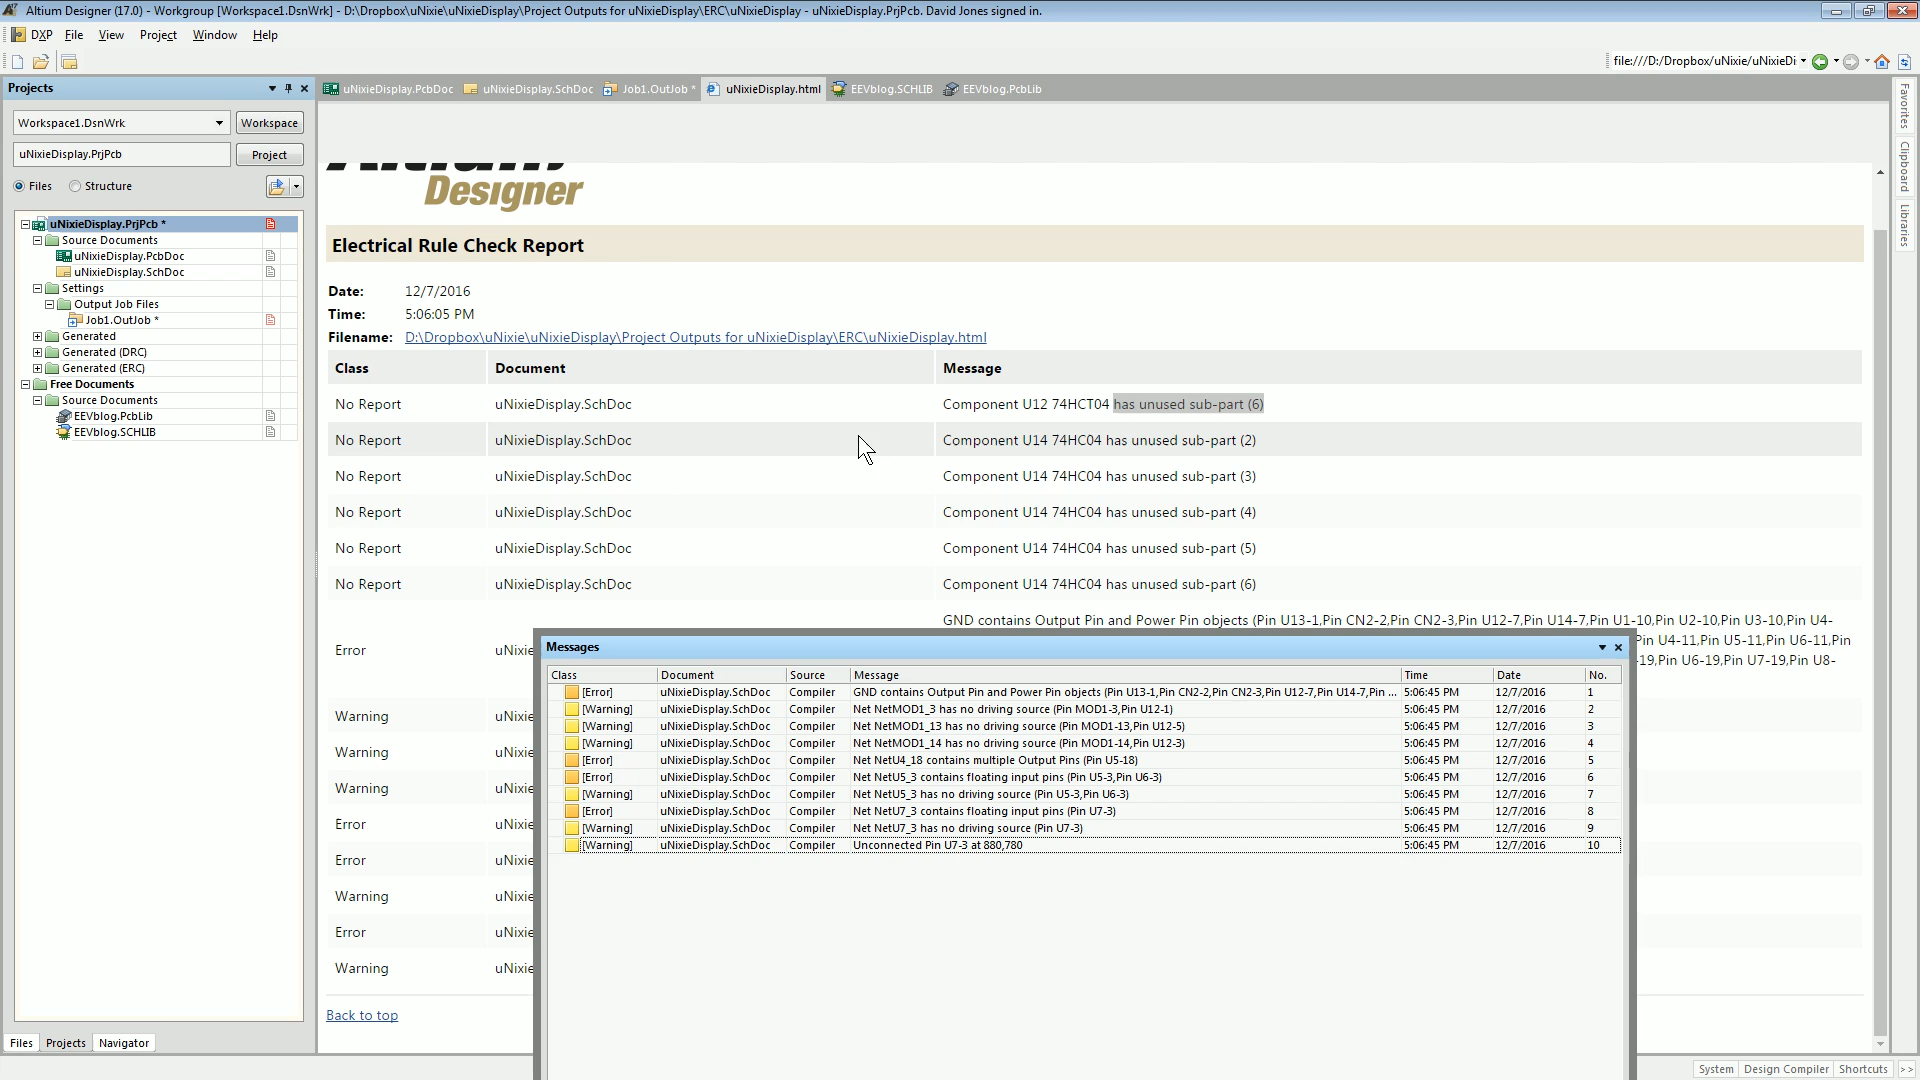 Altium Designer (17.0) - Workgroup [Workspace1.DsnWrk] - D:\Dropbox\uNixie\uNixieDisplay\Project Outputs for uNixieDisplay\ERC\uNixieDisplay - uNixieDisplay.PrjPcb. David Jones signed in.
DXP File View Project Window Help
file:///D:/Dropbox/uNixie/uNixieDi
Projects
uNixieDisplay.PcbDoc uNixieDisplay.SchDoc Job1.OutJob * uNixieDisplay.html EEVblog.SCHLIB EEVblog.PcbLib
Workspace1.DsnWrk Workspace
uNixieDisplay.PrjPcb Project
Files Structure
uNixieDisplay.PrjPcb *
Source Documents
uNixieDisplay.PcbDoc
uNixieDisplay.SchDoc
Settings
Output Job Files
Job1.OutJob *
Generated
Generated (DRC)
Generated (ERC)
Free Documents
Source Documents
EEVblog.PcbLib
EEVblog.SCHLIB
Files Projects Navigator
Altium
Designer
Electrical Rule Check Report
Date: 12/7/2016
Time: 5:06:05 PM
Filename: D:\Dropbox\uNixie\uNixieDisplay\Project Outputs for uNixieDisplay\ERC\uNixieDisplay.html
Class Document Message
No Report uNixieDisplay.SchDoc Component U12 74HCT04 has unused sub-part (6)
No Report uNixieDisplay.SchDoc Component U14 74HC04 has unused sub-part (2)
No Report uNixieDisplay.SchDoc Component U14 74HC04 has unused sub-part (3)
No Report uNixieDisplay.SchDoc Component U14 74HC04 has unused sub-part (4)
No Report uNixieDisplay.SchDoc Component U14 74HC04 has unused sub-part (5)
No Report uNixieDisplay.SchDoc Component U14 74HC04 has unused sub-part (6)
GND contains Output Pin and Power Pin objects (Pin U13-1,Pin CN2-2,Pin CN2-3,Pin U12-7,Pin U14-7,Pin U1-10,Pin U2-10,Pin U3-10,Pin U4-
Pin U4-11,Pin U5-11,Pin U6-11,Pin
Error uNixie -19,Pin U6-19,Pin U7-19,Pin U8-
Warning uNixie
Warning uNixie
Warning uNixie
Error uNixie
Error uNixie
Warning uNixie
Error uNixie
Warning uNixie
Back to top
Messages
Class Document Source Message Time Date No.
[Error] uNixieDisplay.SchDoc Compiler GND contains Output Pin and Power Pin objects (Pin U13-1,Pin CN2-2,Pin CN2-3,Pin U12-7,Pin U14-7,Pin ... 5:06:45 PM 12/7/2016 1
[Warning] uNixieDisplay.SchDoc Compiler Net NetMOD1_3 has no driving source (Pin MOD1-3,Pin U12-1) 5:06:45 PM 12/7/2016 2
[Warning] uNixieDisplay.SchDoc Compiler Net NetMOD1_13 has no driving source (Pin MOD1-13,Pin U12-5) 5:06:45 PM 12/7/2016 3
[Warning] uNixieDisplay.SchDoc Compiler Net NetMOD1_14 has no driving source (Pin MOD1-14,Pin U12-3) 5:06:45 PM 12/7/2016 4
[Error] uNixieDisplay.SchDoc Compiler Net NetU4_18 contains multiple Output Pins (Pin U5-18) 5:06:45 PM 12/7/2016 5
[Error] uNixieDisplay.SchDoc Compiler Net NetU5_3 contains floating input pins (Pin U5-3,Pin U6-3) 5:06:45 PM 12/7/2016 6
[Warning] uNixieDisplay.SchDoc Compiler Net NetU5_3 has no driving source (Pin U5-3,Pin U6-3) 5:06:45 PM 12/7/2016 7
[Error] uNixieDisplay.SchDoc Compiler Net NetU7_3 contains floating input pins (Pin U7-3) 5:06:45 PM 12/7/2016 8
[Warning] uNixieDisplay.SchDoc Compiler Net NetU7_3 has no driving source (Pin U7-3) 5:06:45 PM 12/7/2016 9
[Warning] uNixieDisplay.SchDoc Compiler Unconnected Pin U7-3 at 880,780 5:06:45 PM 12/7/2016 10
Favorites
Clipboard
Libraries
System Design Compiler Shortcuts >>